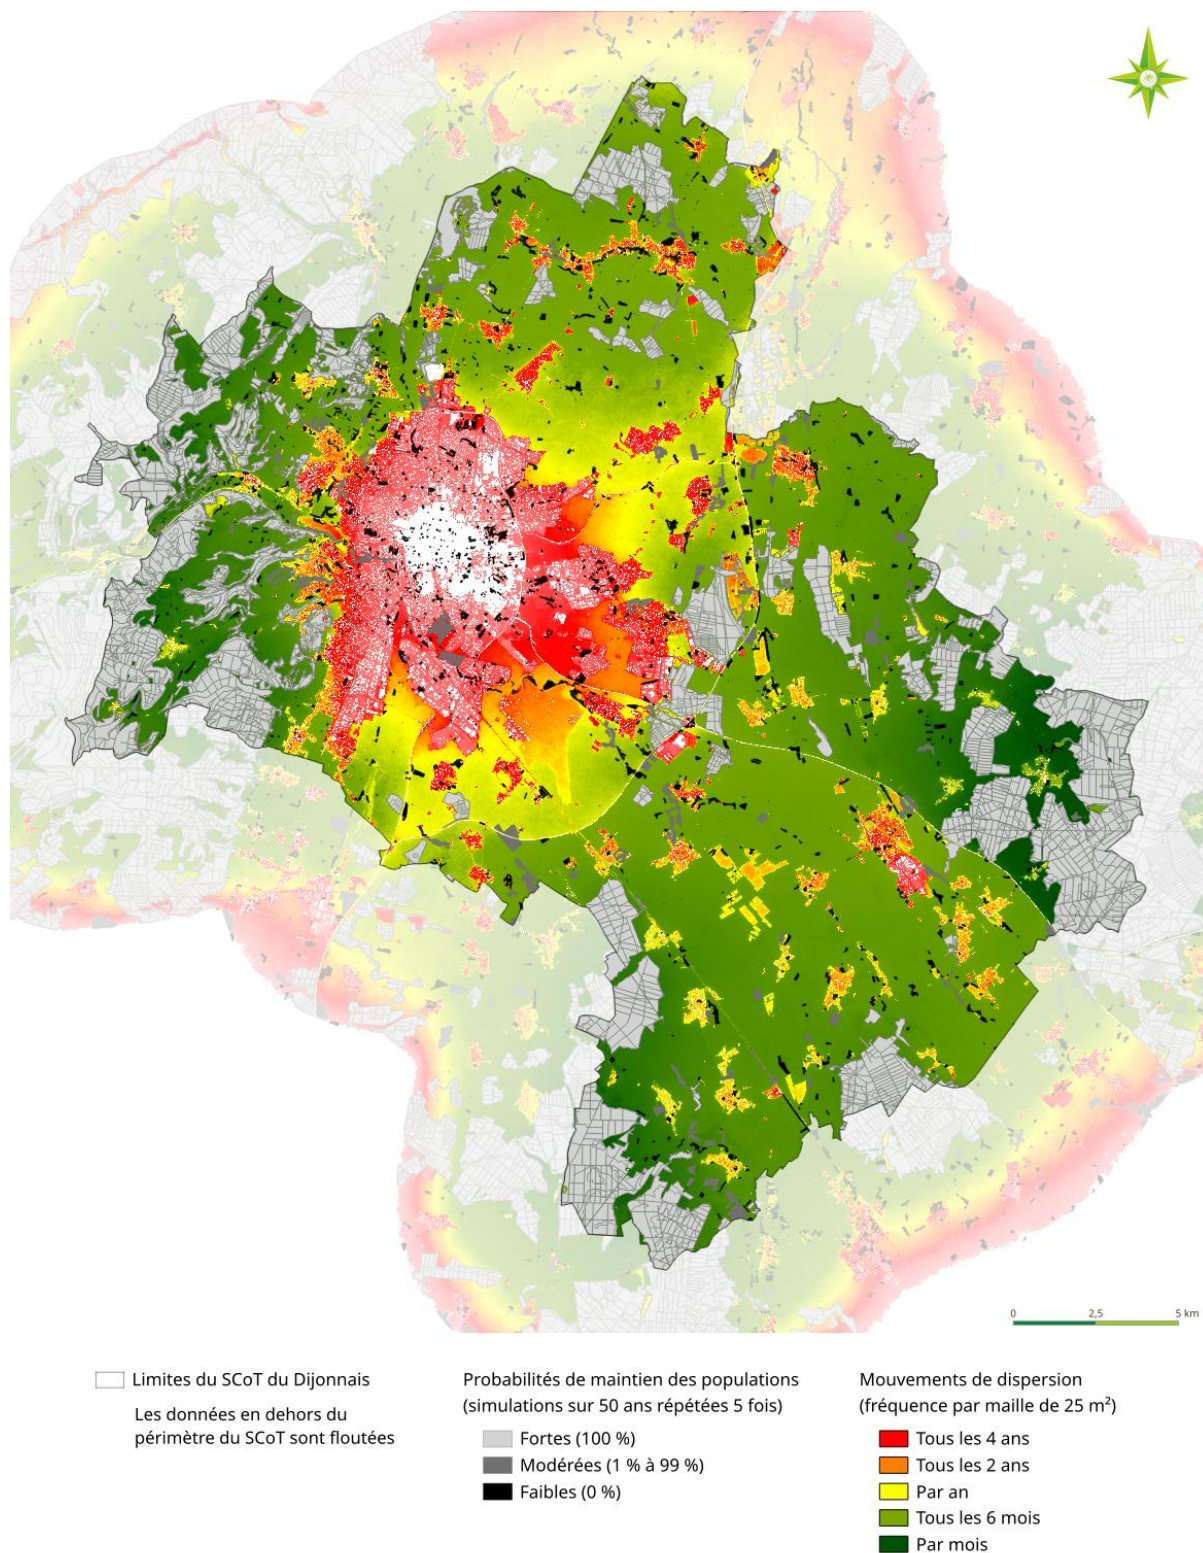 0 2,5 5 km
Limites du SCoT du Dijonnais
Les données en dehors du
périmètre du SCoT sont floutées
Probabilités de maintien des populations
(simulations sur 50 ans répétées 5 fois)
Fortes (100 %)
Modérées (1 % à 99 %)
Faibles (0 %)
Mouvements de dispersion
(fréquence par maille de 25 m²)
Tous les 4 ans
Tous les 2 ans
Par an
Tous les 6 mois
Par mois